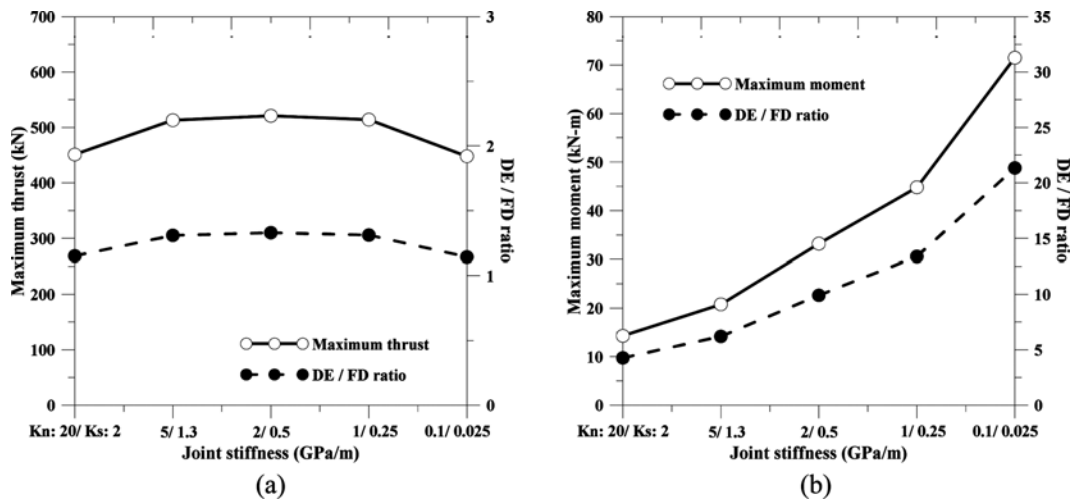 700
600
500
400
300
200
100
0
Maximum thrust (kN)
3
2
1
0
DE / FD ratio
Maximum thrust
DE / FD ratio
Kn: 20/ Ks: 2 5/ 1.3 2/ 0.5 1/ 0.25 0.1/ 0.025
Joint stiffness (GPa/m)
(a)
80
70
60
50
40
30
20
10
0
Maximum moment (kN-m)
35
30
25
20
15
10
5
0
DE / FD ratio
Maximum moment
DE / FD ratio
Kn: 20/ Ks: 2 5/ 1.3 2/ 0.5 1/ 0.25 0.1/ 0.025
Joint stiffness (GPa/m)
(b)